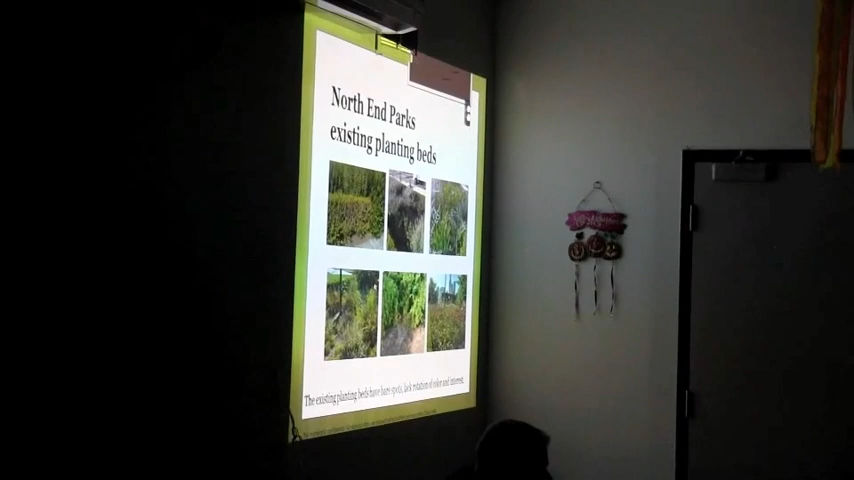 North End Parks
existing planting beds
The existing planting beds have bare spots, lack rotation of color and interest.